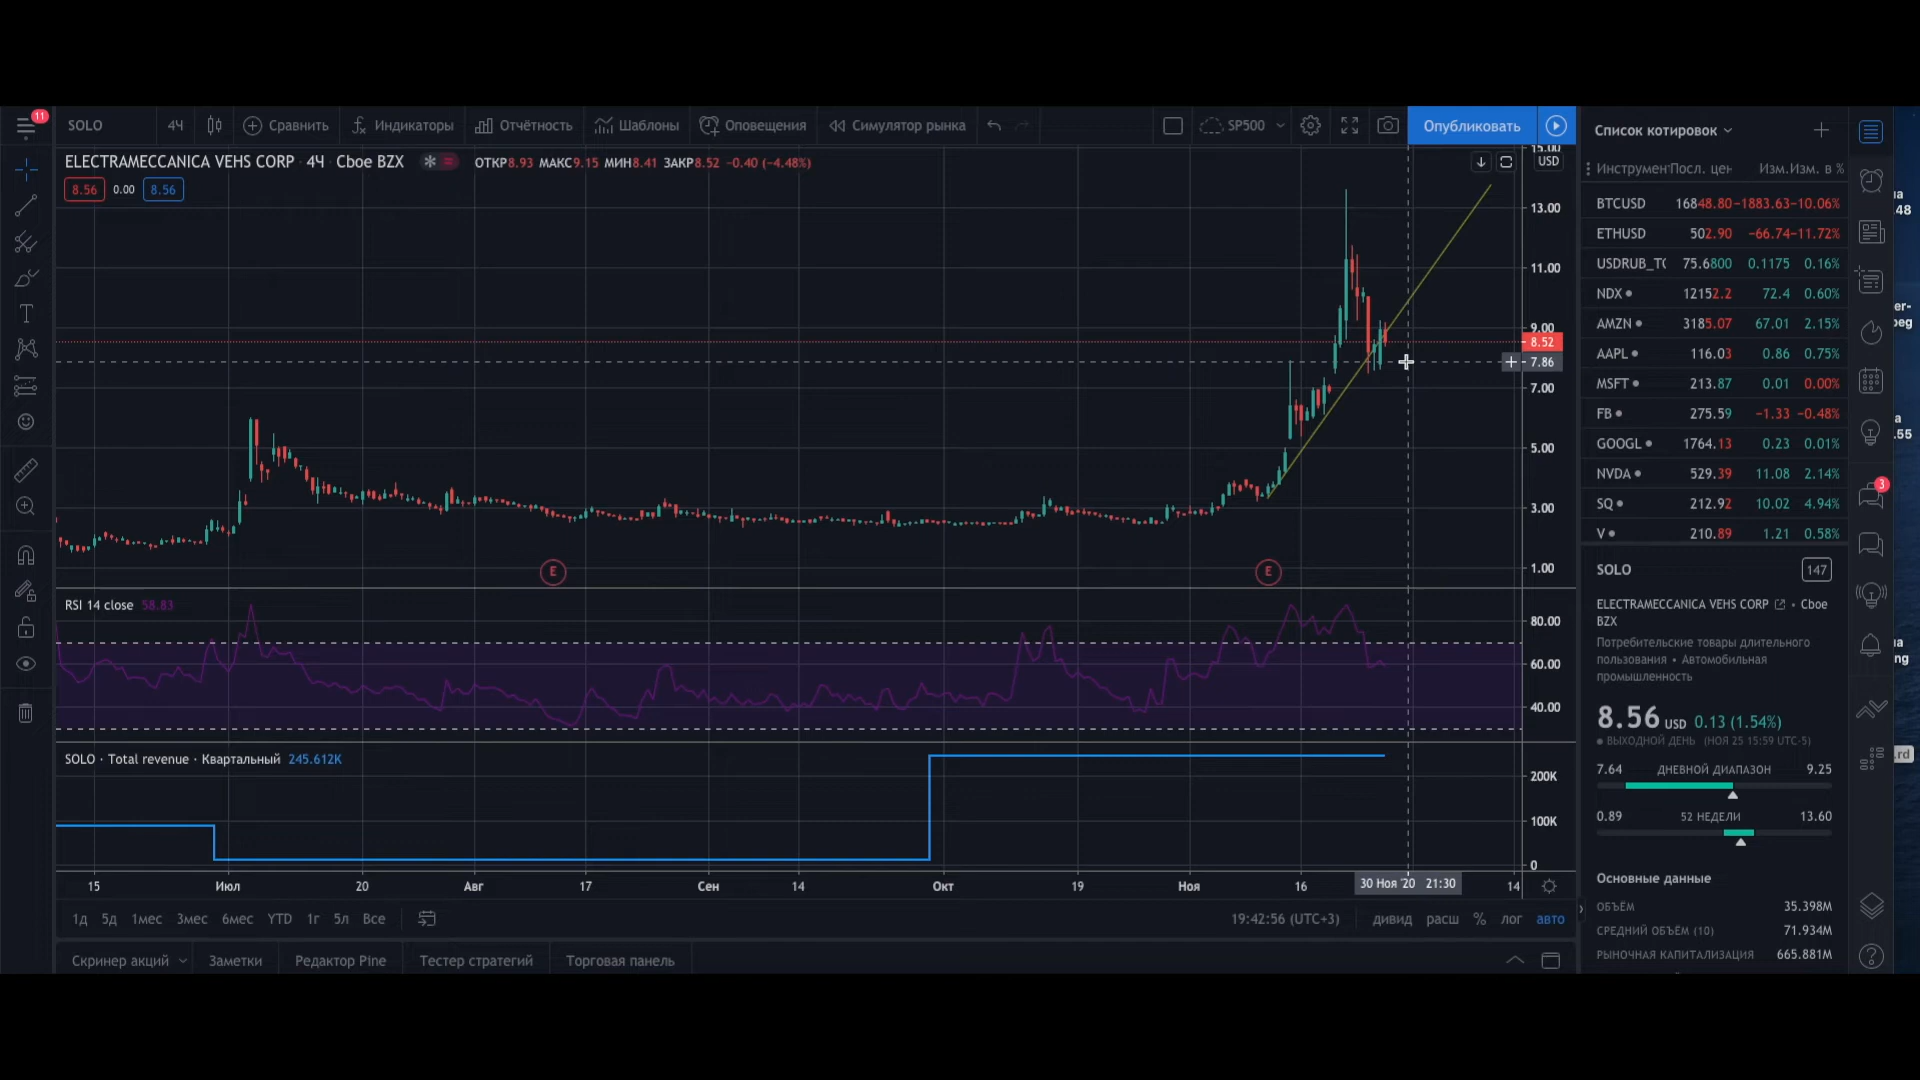 11
SOLO 4Ч Сравнить Индикаторы Отчётность Шаблоны Оповещения Симулятор рынка SP500 Опубликовать
ELECTRAMECCANICA VEHS CORP · 4Ч · Cboe BZX ОТКР8.93 МАКС9.15 МИН8.41 ЗАКР8.52 −0.40 (−4.48%)
8.56 0.00 8.56
15.00
USD
13.00
11.00
9.00
8.52
7.86
7.00
5.00
3.00
1.00
E E
RSI 14 close 58.83
80.00
60.00
40.00
SOLO · Total revenue · Квартальный 245.612K
200K
100K
0
15 Июл 20 Авг 17 Сен 14 Окт 19 Ноя 16 30 Ноя '20 21:30 14
1д 5д 1мес 3мес 6мес YTD 1г 5л Все 19:42:56 (UTC+3) дивид расш % лог авто
Скринер акций Заметки Редактор Pine Тестер стратегий Торговая панель
Список котировок
Инструмент Посл. цен Изм. Изм. в %
BTCUSD 16848.80 −1883.63 −10.06%
ETHUSD 502.90 −66.74 −11.72%
USDRUB_TO 75.6800 0.1175 0.16%
NDX 12152.2 72.4 0.60%
AMZN 3185.07 67.01 2.15%
AAPL 116.03 0.86 0.75%
MSFT 213.87 0.01 0.00%
FB 275.59 −1.33 −0.48%
GOOGL 1764.13 0.23 0.01%
NVDA 529.39 11.08 2.14%
SQ 212.92 10.02 4.94%
V 210.89 1.21 0.58%
SOLO 147
ELECTRAMECCANICA VEHS CORP • Cboe
BZX
Потребительские товары длительного
пользования • Автомобильная
промышленность
8.56 USD 0.13 (1.54%)
ВЫХОДНОЙ ДЕНЬ (НОЯ 25 15:59 UTC-5)
7.64 ДНЕВНОЙ ДИАПАЗОН 9.25
0.89 52 НЕДЕЛИ 13.60
Основные данные
ОБЪЁМ 35.398M
СРЕДНИЙ ОБЪЁМ (10) 71.934M
РЫНОЧНАЯ КАПИТАЛИЗАЦИЯ 665.881M
3